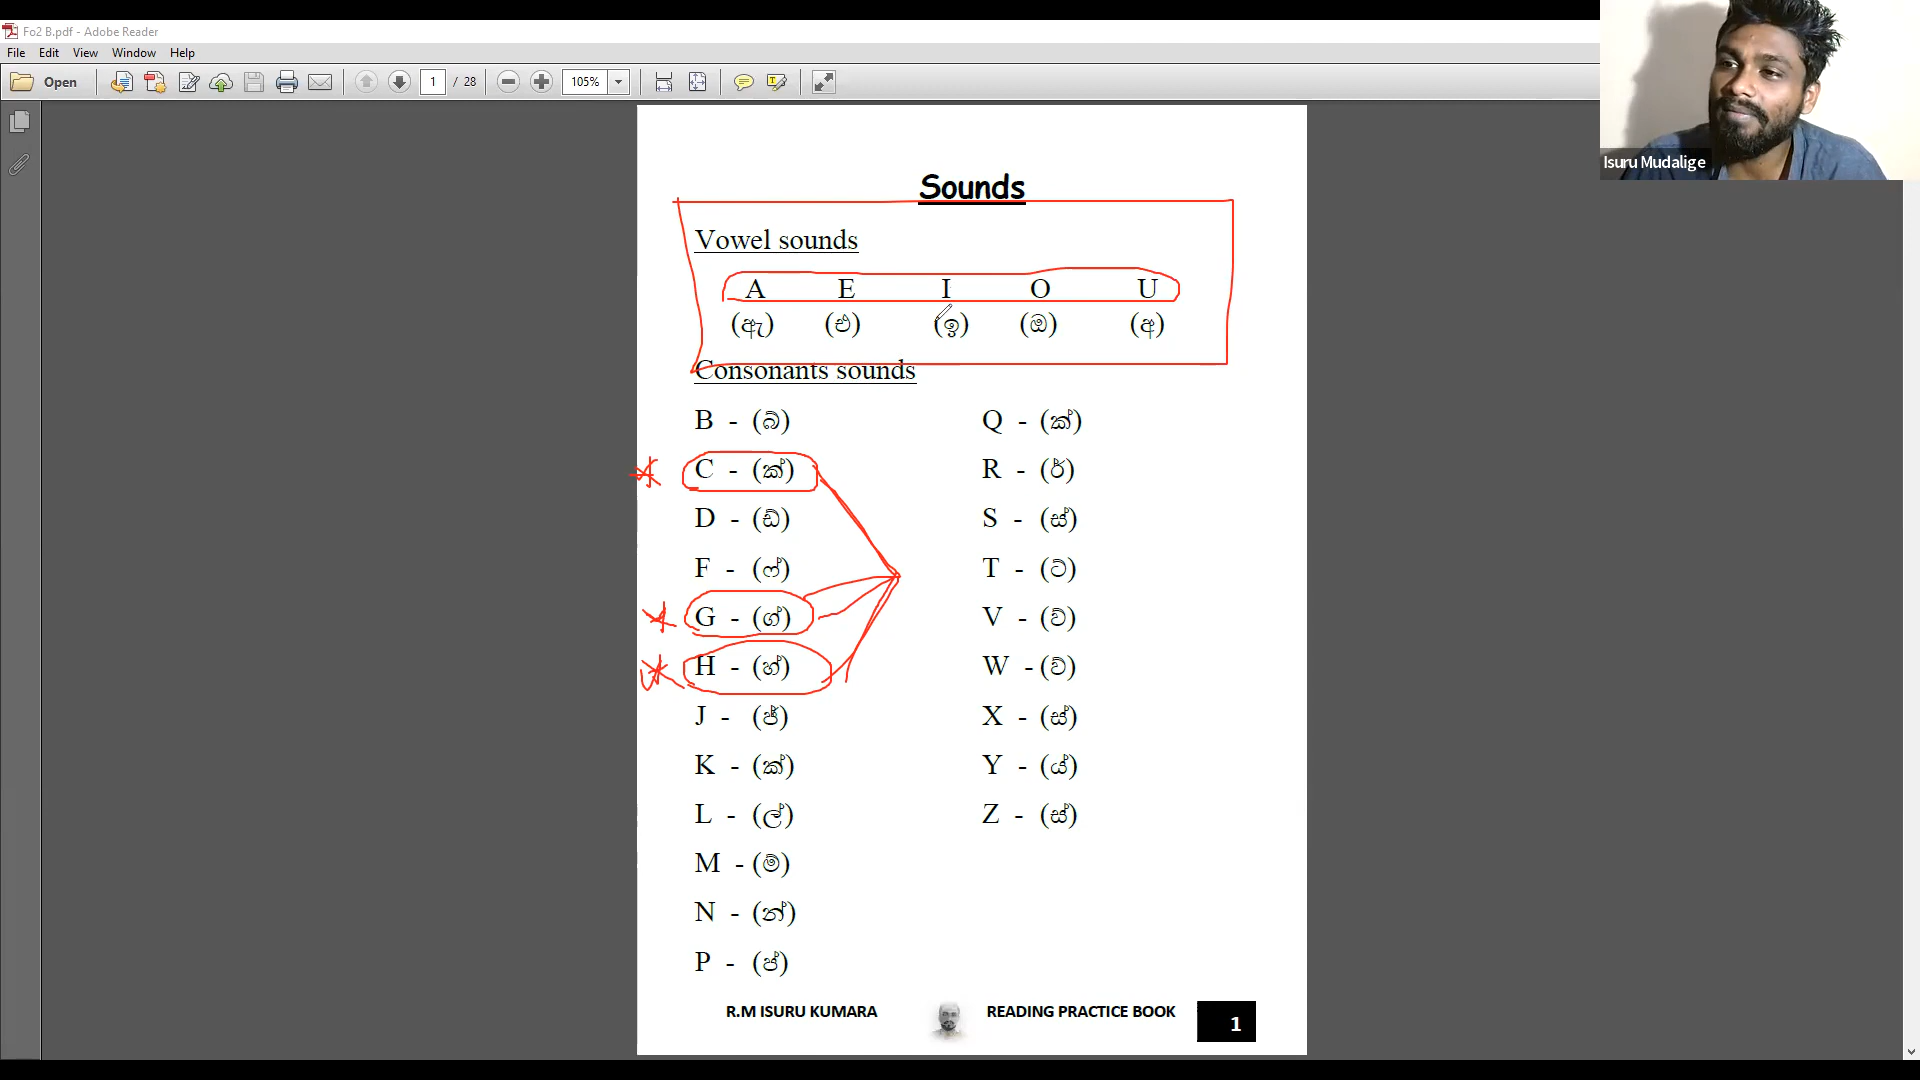 Fo2 B.pdf - Adobe Reader
File Edit View Window Help
Open 1 / 28 105%
Isuru Mudalige
Sounds
Vowel sounds
A E I O U
(ඇ) (එ) (ඉ) (ඔ) (අ)
Consonants sounds
B - (බ්) Q - (ක්)
C - (ක්) R - (ර්)
D - (ඩ්) S - (ස්)
F - (ෆ්) T - (ට්)
G - (ග්) V - (ව්)
H - (හ්) W - (ව්)
J - (ජ්) X - (ස්)
K - (ක්) Y - (ය්)
L - (ල්) Z - (ස්)
M - (ම්)
N - (න්)
P - (ප්)
R.M ISURU KUMARA READING PRACTICE BOOK 1